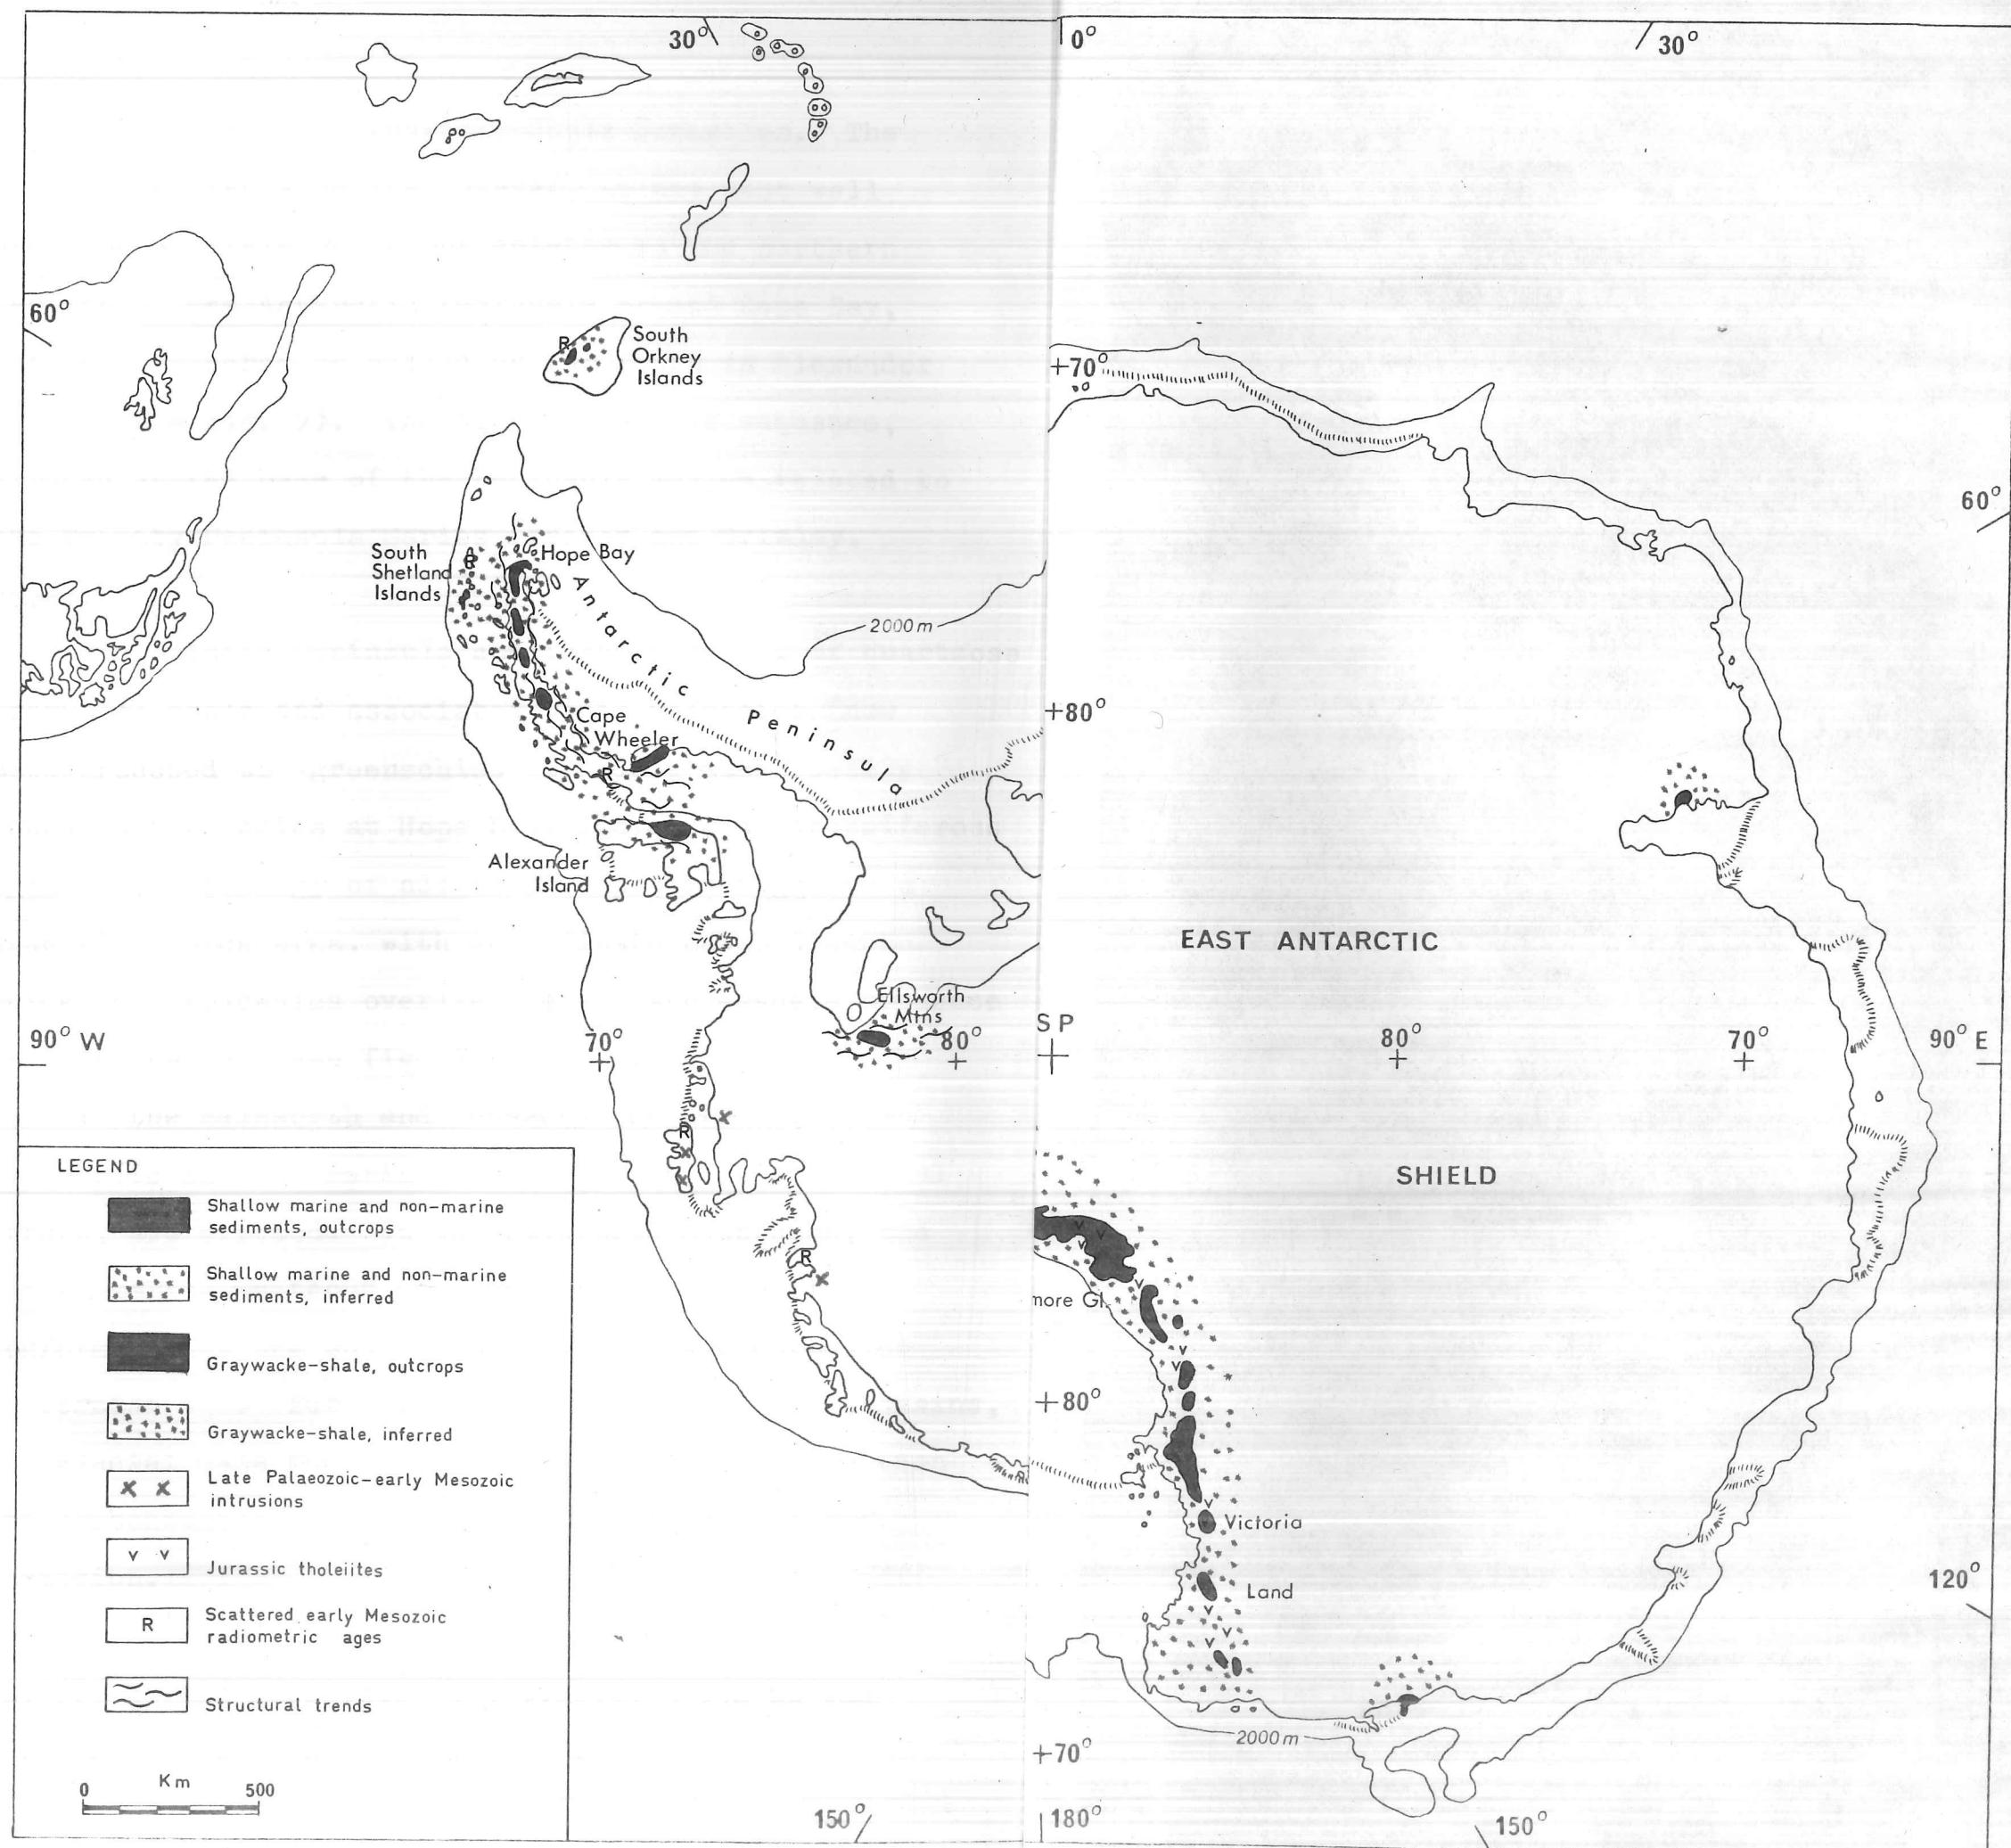 30°
0°
30°
60°
South
Orkney
Islands
+70°
60°
South
Shetland
Islands
R
R
Hope Bay
Antarctic Peninsula
2000m
Cape
Wheeler
R
+80°
Alexander
Island
EAST ANTARCTIC
SHIELD
Ellsworth
Mtns
90° W
70°
80°
SP
80°
70°
90° E
R
R
more Gl.
+80°
Victoria
Land
120°
2000m
+70°
150°
180°
150°
LEGEND
Shallow marine and non-marine
sediments, outcrops
Shallow marine and non-marine
sediments, inferred
Graywacke-shale, outcrops
Graywacke-shale, inferred
x x Late Palaeozoic-early Mesozoic
intrusions
v v Jurassic tholeiites
R Scattered early Mesozoic
radiometric ages
Structural trends
Km
0 500